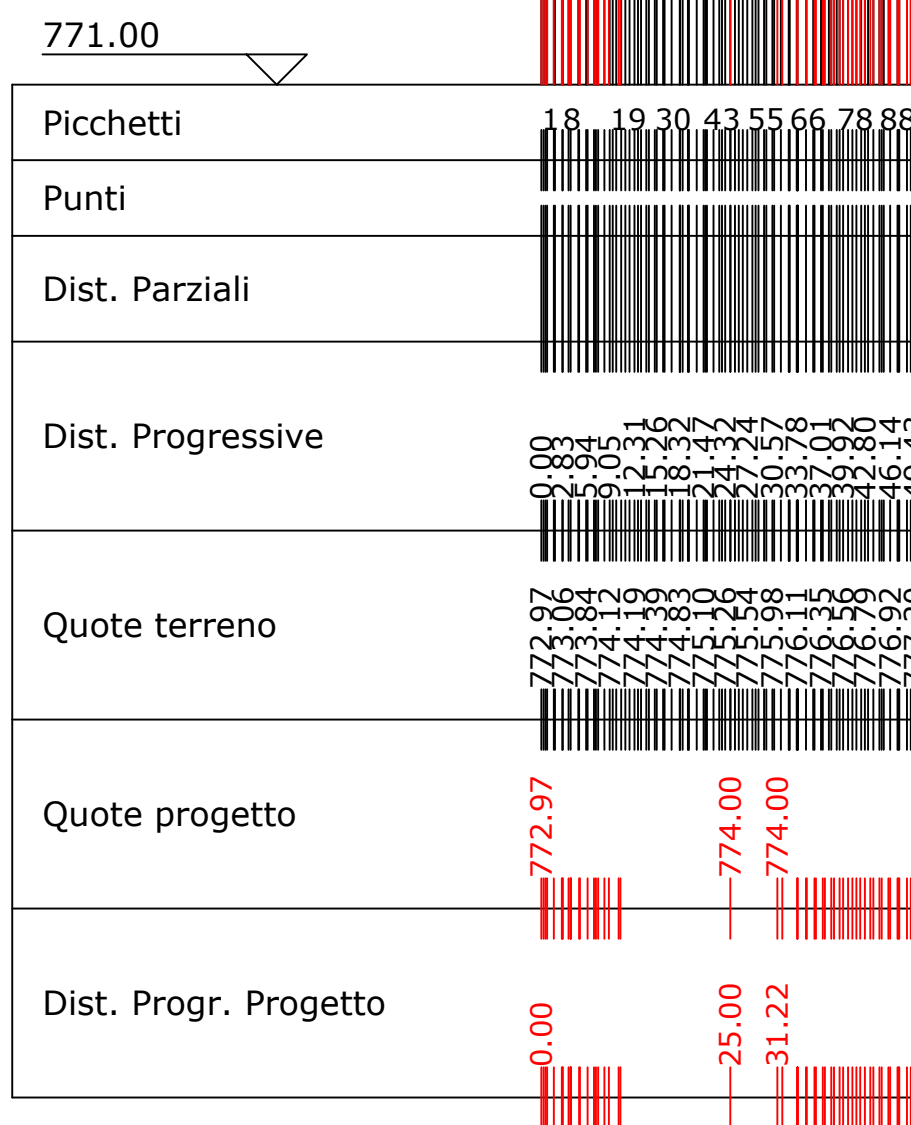 771.00
Picchetti 1 8 19 30 43 55 66 78 88
Punti
Dist. Parziali
Dist. Progressive 0.00 2.83 5.94 9.05 12.31 15.26 18.32 21.47 24.32 27.24 30.57 33.78 37.01 39.92 42.80 46.14
Quote terreno 772.97 773.06 773.84 774.12 774.19 774.39 774.83 775.10 775.26 775.54 775.98 776.11 776.35 776.56 776.79 776.92
Quote progetto 772.97 774.00 774.00
Dist. Progr. Progetto 0.00 25.00 31.22